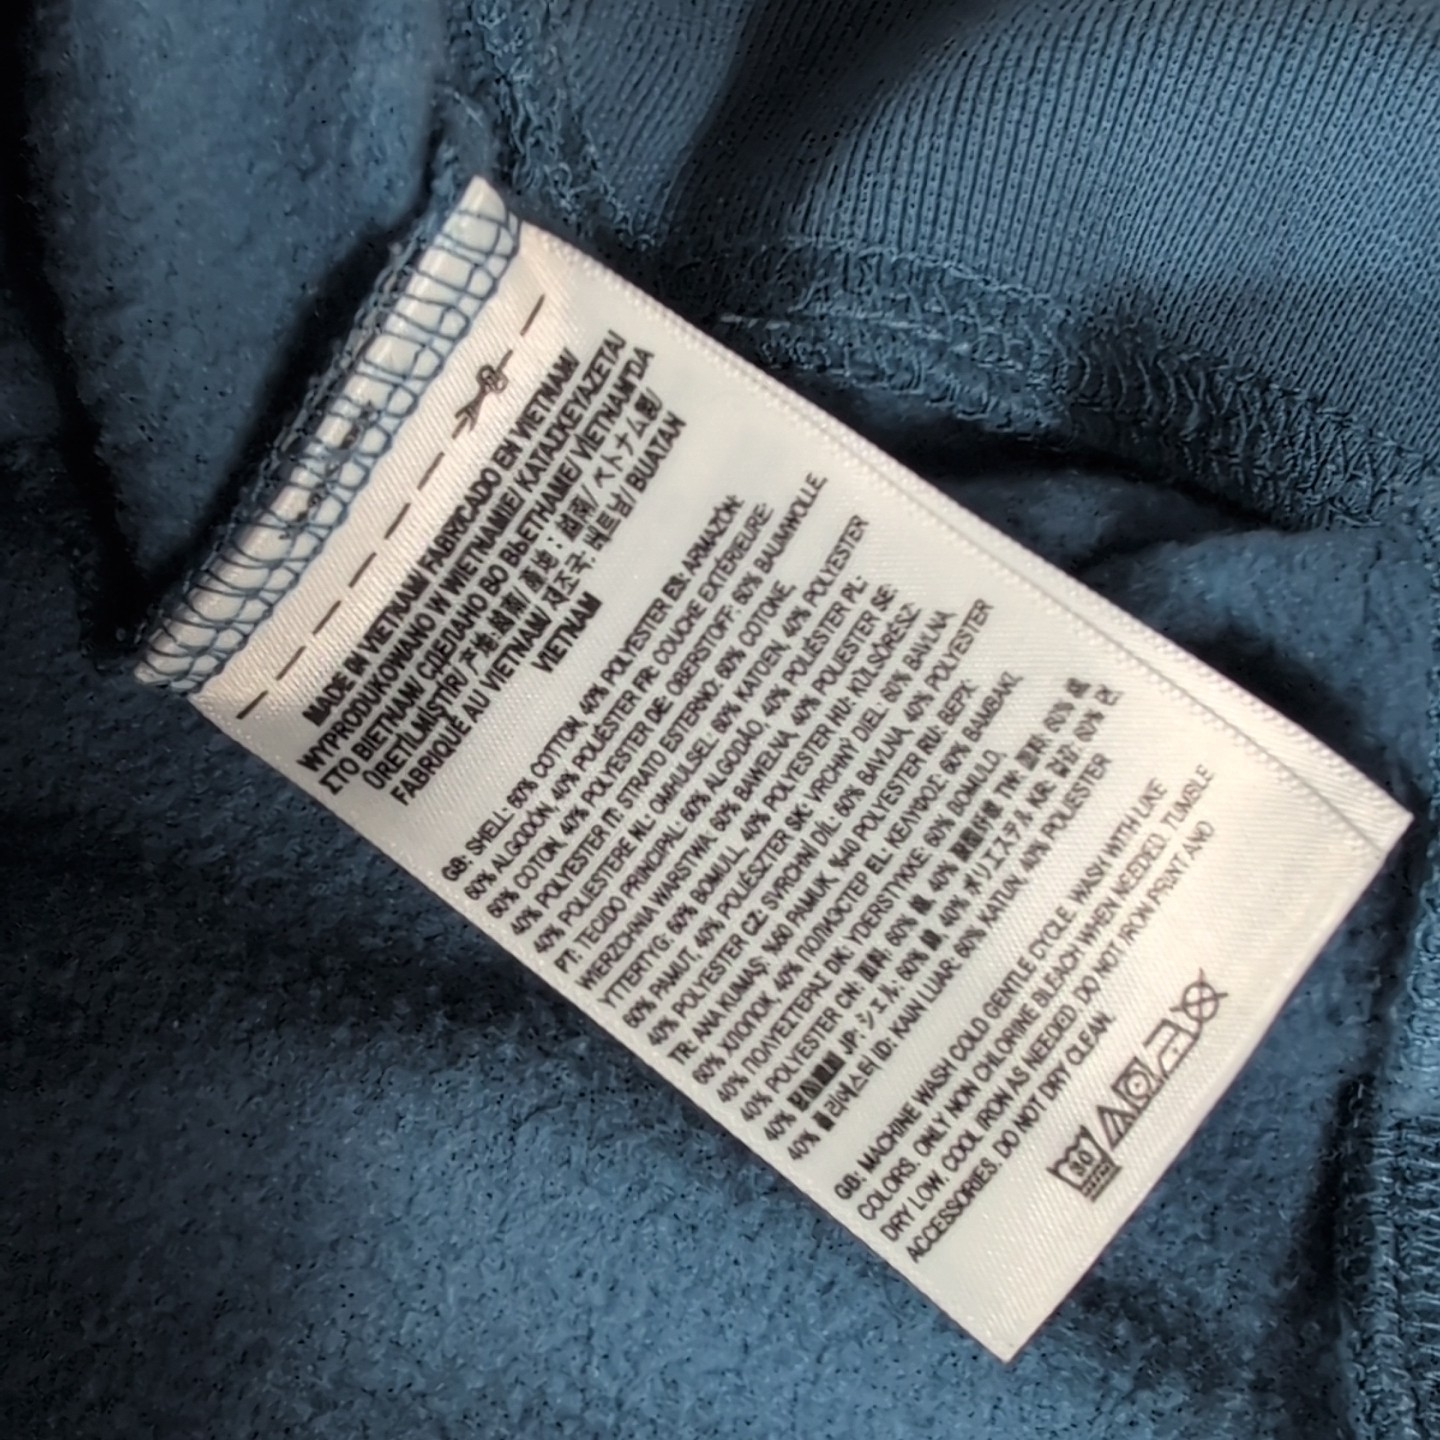 MADE IN VIETNAM FABRICADO EN VIETNAM/
WYPRODUKOWANO W WIETNAMIE/ ΚΑΤΑΣΚΕΥΑΖΕΤΑΙ
ΣΤΟ ΒΙΕΤΝΑΜ/ СДЕЛАНО ВО ВЬЕТНАМЕ/ VİETNAM'DA
ÜRETİLMİŞTİR/ 产地:越南/ 產地:越南/ ベトナム製/
FABRIQUÉ AU VIETNAM/ 제조국: 베트남/ BUATAN
VIETNAM
GB: SHELL: 60% COTTON, 40% POLYESTER ES: ARMAZÓN:
60% ALGODÓN, 40% POLIÉSTER FR: COUCHE EXTERIEURE:
60% COTON, 40% POLYESTER DE: OBERSTOFF: 60% BAUMWOLLE,
40% POLYESTER IT: STRATO ESTERNO: 60% COTONE,
40% POLIESTERE NL: OMHULSEL: 60% KATOEN, 40% POLYESTER
PT: TECIDO PRINCIPAL: 60% ALGODÃO, 40% POLIÉSTER PL:
WIERZCHNIA WARSTWA: 60% BAWEŁNA, 40% POLIESTER SE:
YTTERTYG: 60% BOMULL, 40% POLYESTER HU: KÜLSŐRÉSZ:
60% PAMUT, 40% POLIÉSZTER SK: VRCHNÝ DIEL: 60% BAVLNA,
40% POLYESTER CZ: SVRCHNÍ DÍL: 60% BAVLNA, 40% POLYESTER
TR: ANA KUMAŞ: %60 PAMUK, %40 POLYESTER RU: ВЕРХ:
60% ХЛОПОК, 40% ПОЛИЭСТЕР EL: ΚΕΛΥΦΟΣ: 60% ΒΑΜΒΑΚΙ,
40% ΠΟΛΥΕΣΤΕΡΑΣ DK: YDERSTYKKE: 60% BOMULD,
40% POLYESTER CN: 面料: 60% 棉, 40% 聚酯纤维 TW: 面料: 60% 棉,
40% 聚酯纖維 JP: シェル: 60% 綿, 40% ポリエステル KR: 겉감: 60% 면,
40% 폴리에스터 ID: KAIN LUAR: 60% KATUN, 40% POLYESTER
GB: MACHINE WASH COLD GENTLE CYCLE. WASH WITH LIKE
COLORS. ONLY NON CHLORINE BLEACH WHEN NEEDED. TUMBLE
DRY LOW. COOL IRON AS NEEDED. DO NOT IRON PRINT AND
ACCESSORIES. DO NOT DRY CLEAN.
30